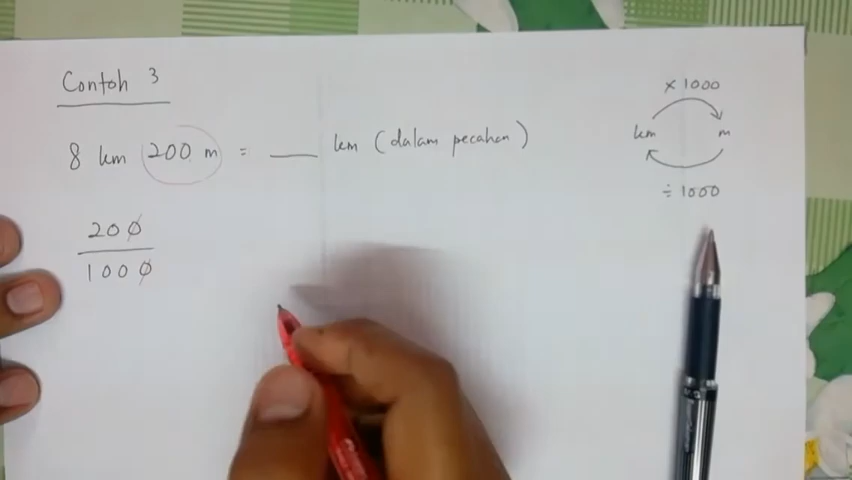 Contoh 3
8 km 200 m = ___ km (dalam pecahan)
200
1000
× 1000
km m
÷ 1000